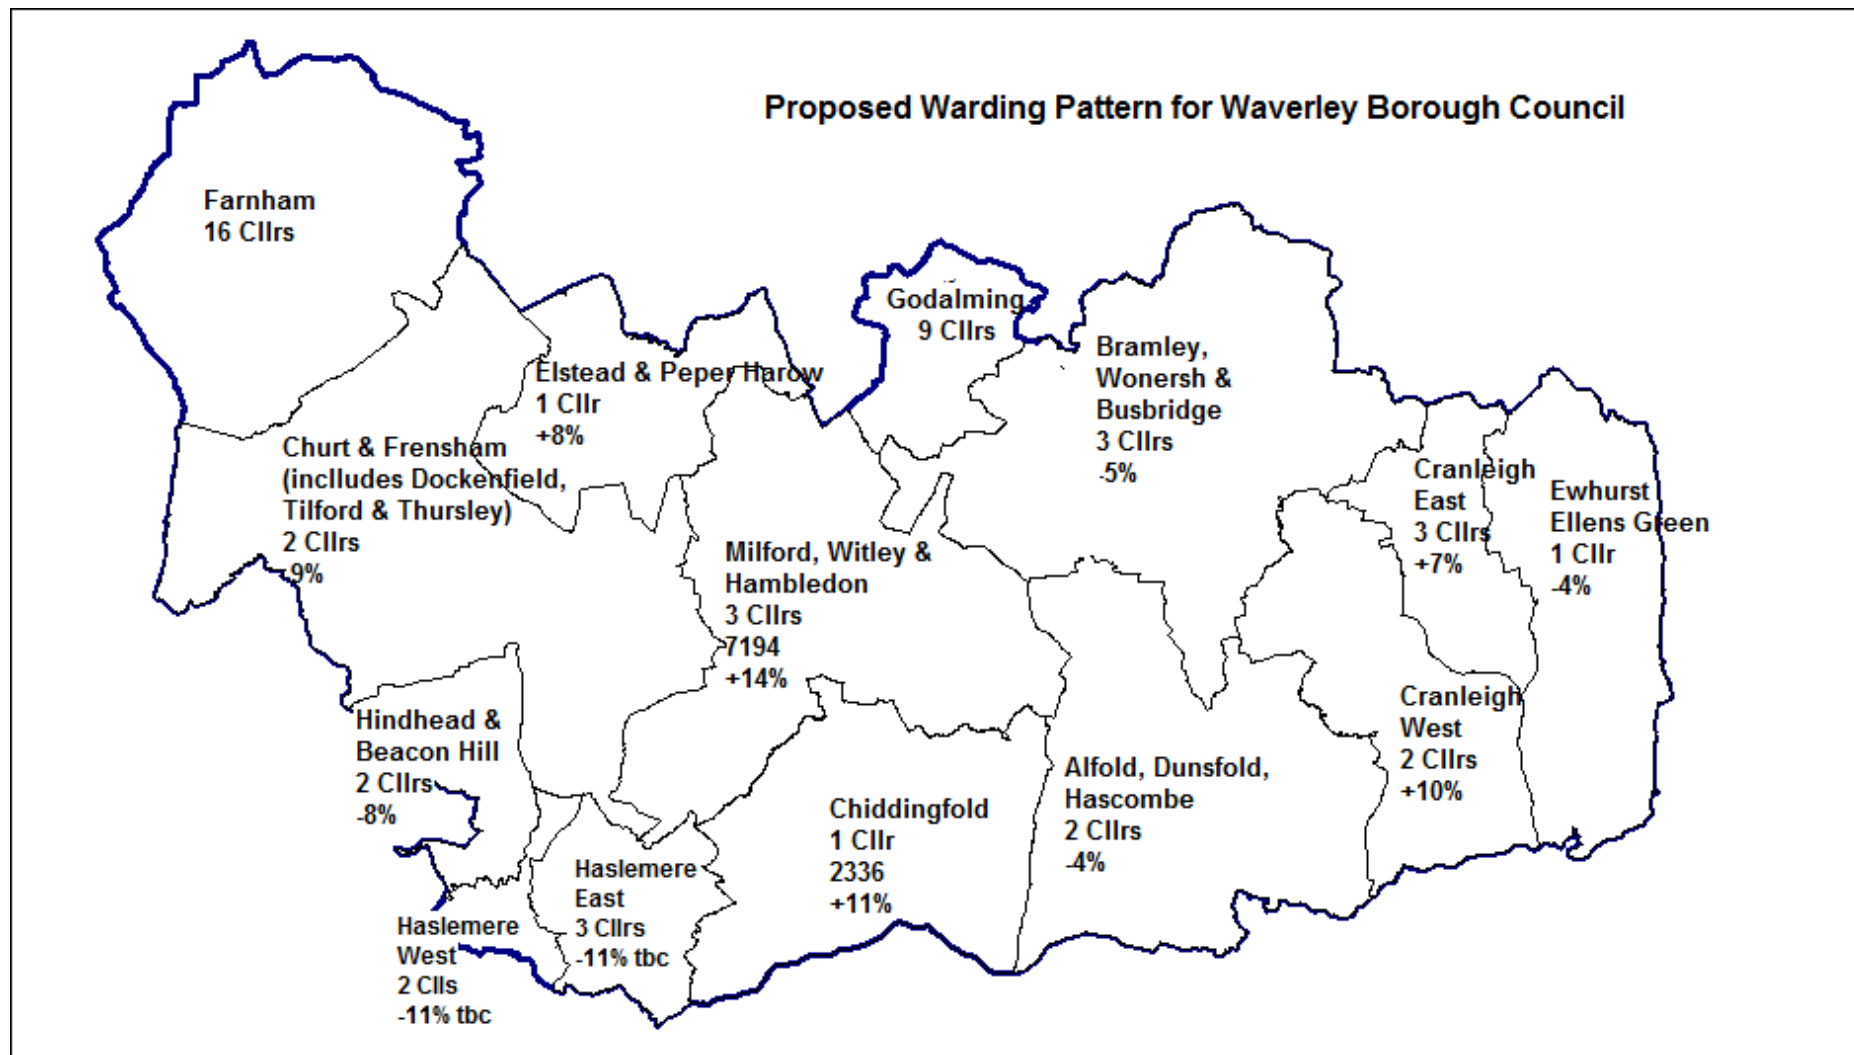 Proposed Warding Pattern for Waverley Borough Council
Farnham
16 Cllrs
Godalming
9 Cllrs
Bramley,
Wonersh &
Busbridge
3 Cllrs
-5%
Elstead & Peper Harow
1 Cllr
+8%
Churt & Frensham
(inclludes Dockenfield,
Tilford & Thursley)
2 Cllrs
-9%
Cranleigh
East
3 Cllrs
+7%
Ewhurst
Ellens Green
1 Cllr
-4%
Milford, Witley &
Hambledon
3 Cllrs
7194
+14%
Hindhead &
Beacon Hill
2 Cllrs
-8%
Cranleigh
West
2 Cllrs
+10%
Alfold, Dunsfold,
Hascombe
2 Cllrs
-4%
Chiddingfold
1 Cllr
2336
+11%
Haslemere
East
3 Cllrs
-11% tbc
Haslemere
West
2 Clls
-11% tbc